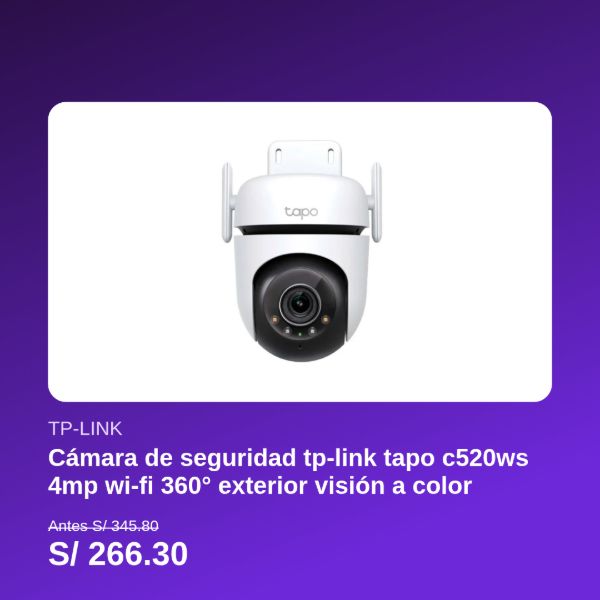 tapo
TP-LINK
Cámara de seguridad tp-link tapo c520ws
4mp wi-fi 360° exterior visión a color
Antes S/ 345.80
S/ 266.30